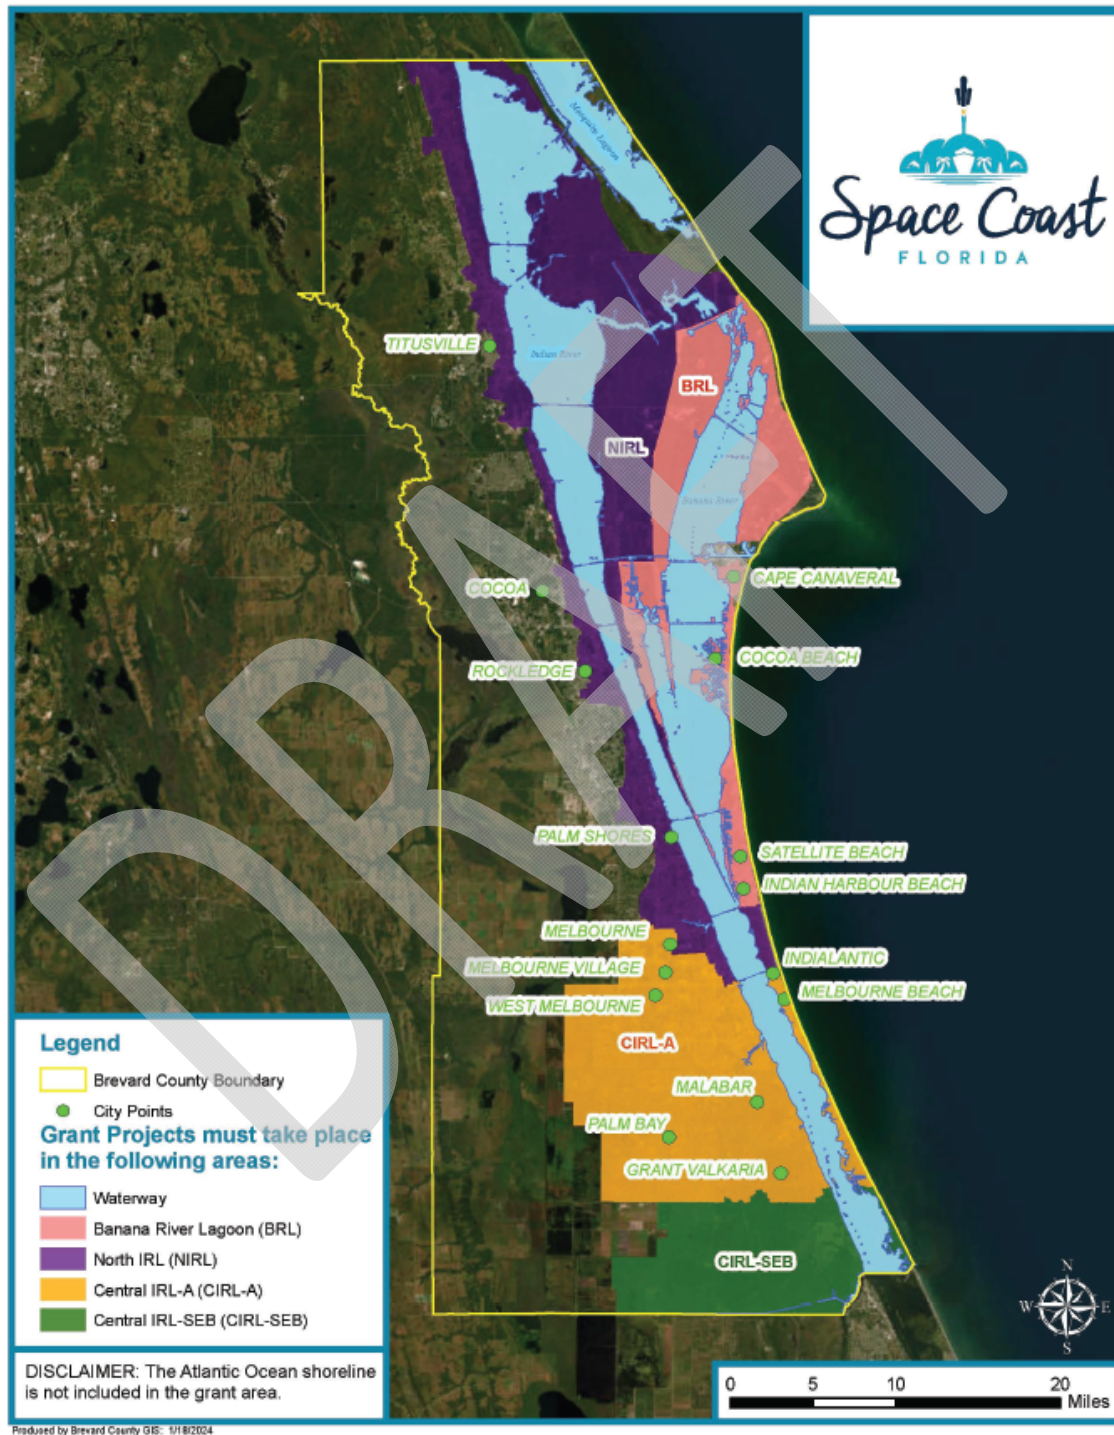 Space Coast
FLORIDA
Mosquito Lagoon
TITUSVILLE
Indian River
BRL
NIRL
Banana River
COCOA
CAPE CANAVERAL
ROCKLEDGE
COCOA BEACH
PALM SHORES
SATELLITE BEACH
INDIAN HARBOUR BEACH
MELBOURNE
MELBOURNE VILLAGE
INDIALANTIC
WEST MELBOURNE
MELBOURNE BEACH
CIRL-A
MALABAR
PALM BAY
GRANT VALKARIA
CIRL-SEB
DRAFT
Legend
Brevard County Boundary
City Points
Grant Projects must take place
in the following areas:
Waterway
Banana River Lagoon (BRL)
North IRL (NIRL)
Central IRL-A (CIRL-A)
Central IRL-SEB (CIRL-SEB)
DISCLAIMER: The Atlantic Ocean shoreline
is not included in the grant area.
N
W E
S
0 5 10 20
Miles
Produced by Brevard County GIS: 1/18/2024